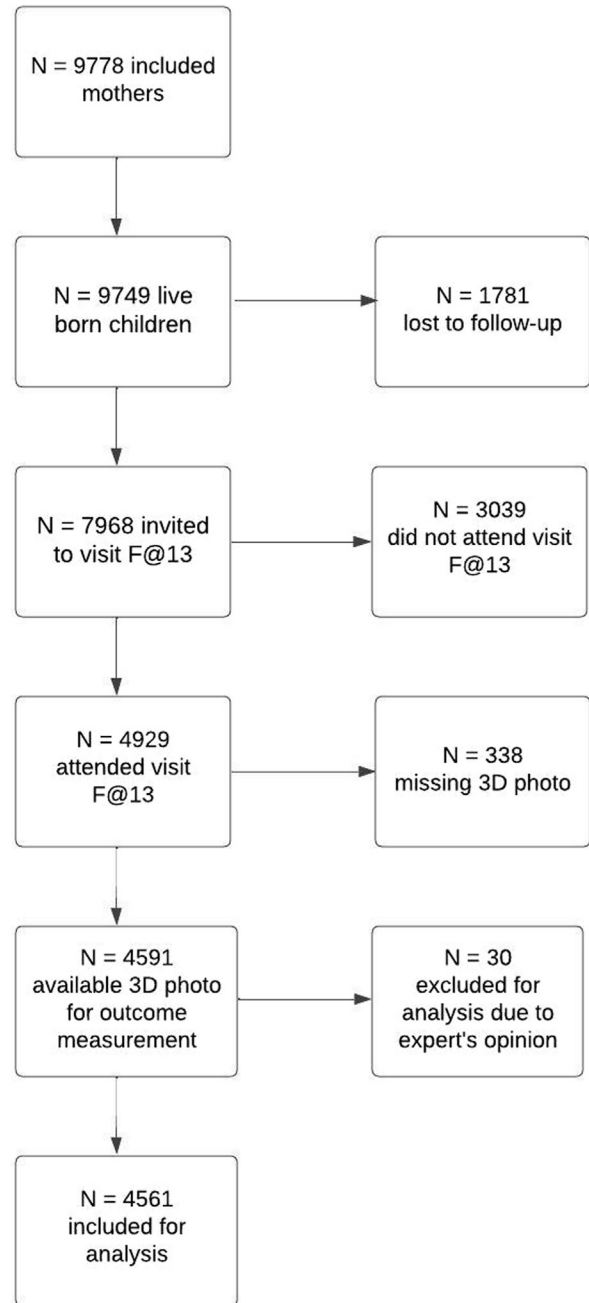 N = 9778 included
mothers
N = 9749 live
born children
N = 1781
lost to follow-up
N = 7968 invited
to visit F@13
N = 3039
did not attend visit
F@13
N = 4929
attended visit
F@13
N = 338
missing 3D photo
N = 4591
available 3D photo
for outcome
measurement
N = 30
excluded for
analysis due to
expert's opinion
N = 4561
included for
analysis